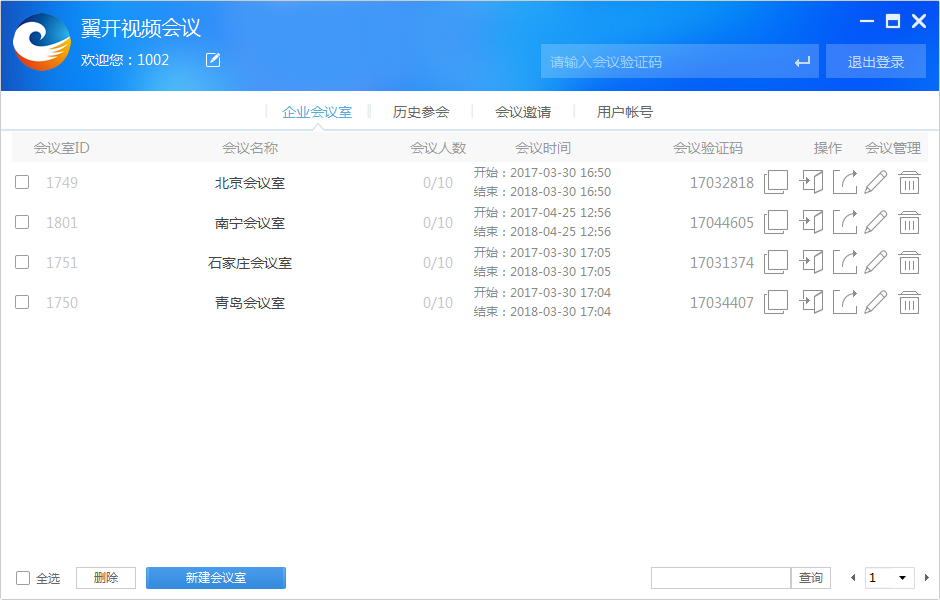 翼开视频会议
欢迎您：1002
请输入会议验证码 退出登录
企业会议室 历史参会 会议邀请 用户帐号
会议室ID 会议名称 会议人数 会议时间 会议验证码 操作 会议管理
1749 北京会议室 0/10 开始：2017-03-30 16:50 17032818
结束：2018-03-30 16:50
1801 南宁会议室 0/10 开始：2017-04-25 12:56 17044605
结束：2018-04-25 12:56
1751 石家庄会议室 0/10 开始：2017-03-30 17:05 17031374
结束：2018-03-30 17:05
1750 青岛会议室 0/10 开始：2017-03-30 17:04 17034407
结束：2018-03-30 17:04
全选 删除 新建会议室 查询 1